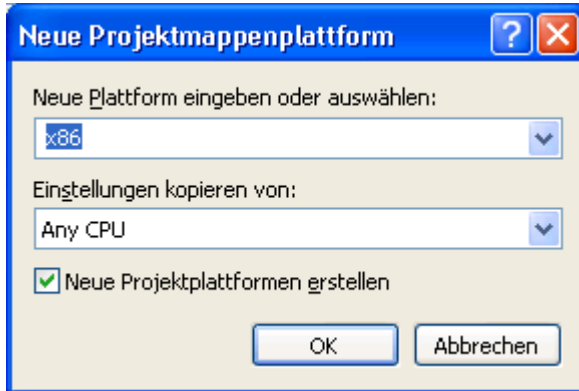 Neue Projektmappenplattform
Neue Plattform eingeben oder auswählen:
x86
Einstellungen kopieren von:
Any CPU
Neue Projektplattformen erstellen
OK Abbrechen